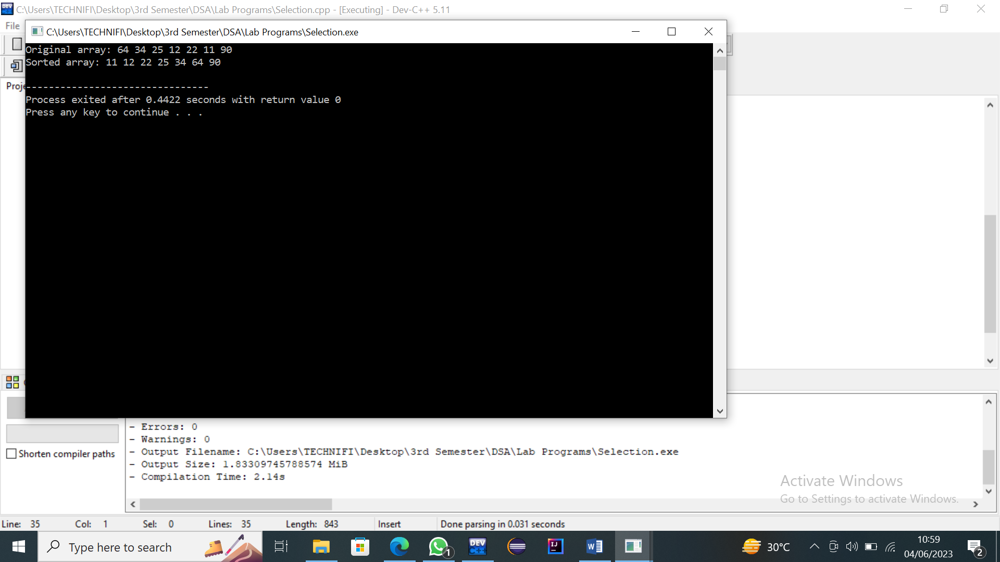 C:\Users\TECHNIFI\Desktop\3rd Semester\DSA\Lab Programs\Selection.cpp - [Executing] - Dev-C++ 5.11
File
C:\Users\TECHNIFI\Desktop\3rd Semester\DSA\Lab Programs\Selection.exe
Original array: 64 34 25 12 22 11 90
Sorted array: 11 12 22 25 34 64 90
--------------------------------
Process exited after 0.4422 seconds with return value 0
Press any key to continue . . .
Proje
- Errors: 0
- Warnings: 0
- Output Filename: C:\Users\TECHNIFI\Desktop\3rd Semester\DSA\Lab Programs\Selection.exe
- Output Size: 1.83309745788574 MiB
- Compilation Time: 2.14s
Shorten compiler paths
Activate Windows
Go to Settings to activate Windows.
Line: 35 Col: 1 Sel: 0 Lines: 35 Length: 843 Insert Done parsing in 0.031 seconds
Type here to search
1
DEV C++
IJ
W
30°C
10:59
04/06/2023
2